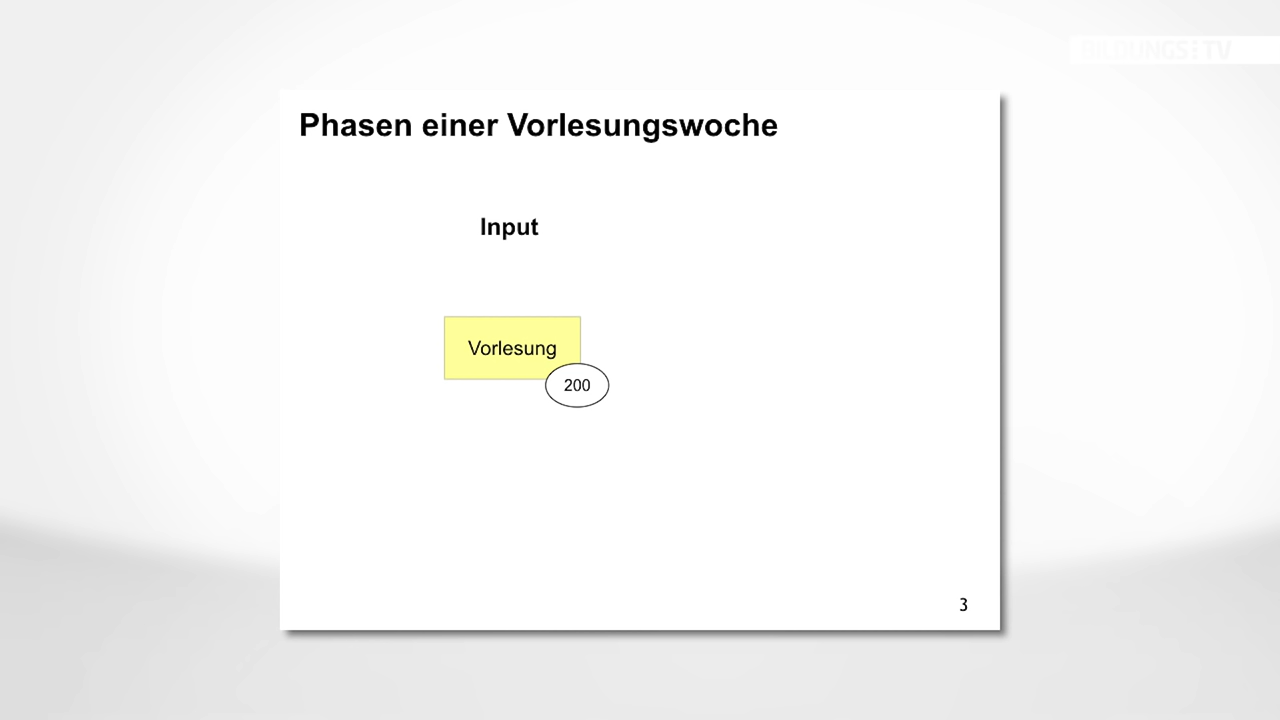 BILDUNGS:TV
Phasen einer Vorlesungswoche
Input
Vorlesung
200
3